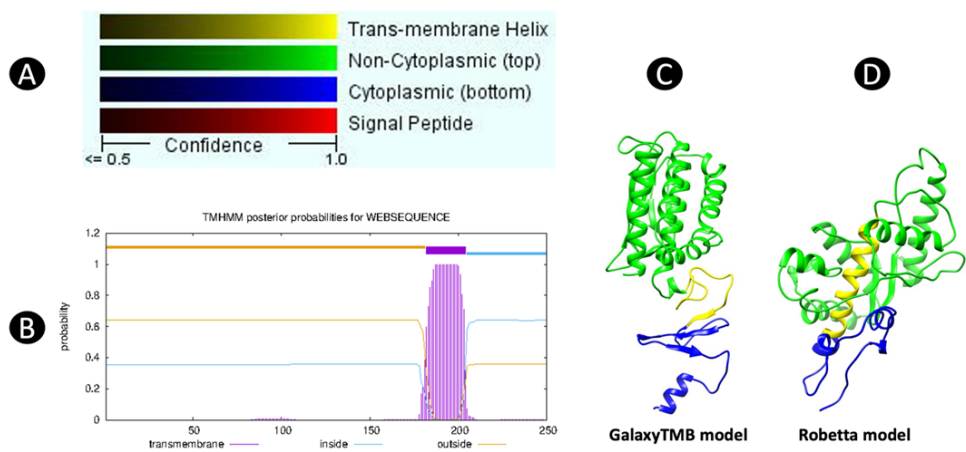 A
Trans-membrane Helix
Non-Cytoplasmic (top)
Cytoplasmic (bottom)
Signal Peptide
Confidence
<= 0.5
1.0
B
TMHMM posterior probabilities for WEBSEQUENCE
probability
1.2
1
0.8
0.6
0.4
0.2
0
50
100
150
200
250
transmembrane
inside
outside
C
GalaxyTMB model
D
Robetta model